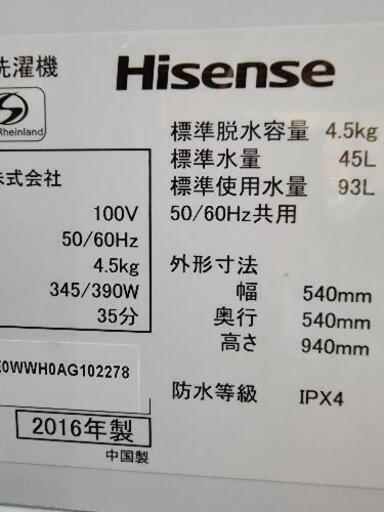 洗濯機
Hisense
S
Rheinland
株式会社
100V
50/60Hz
4.5kg
345/390W
35分
標準脱水容量 4.5kg
標準水量 45L
標準使用水量 93L
50/60Hz共用
外形寸法
幅 540mm
奥行 540mm
高さ 940mm
防水等級 IPX4
E0WWH0AG102278
2016年製
中国製